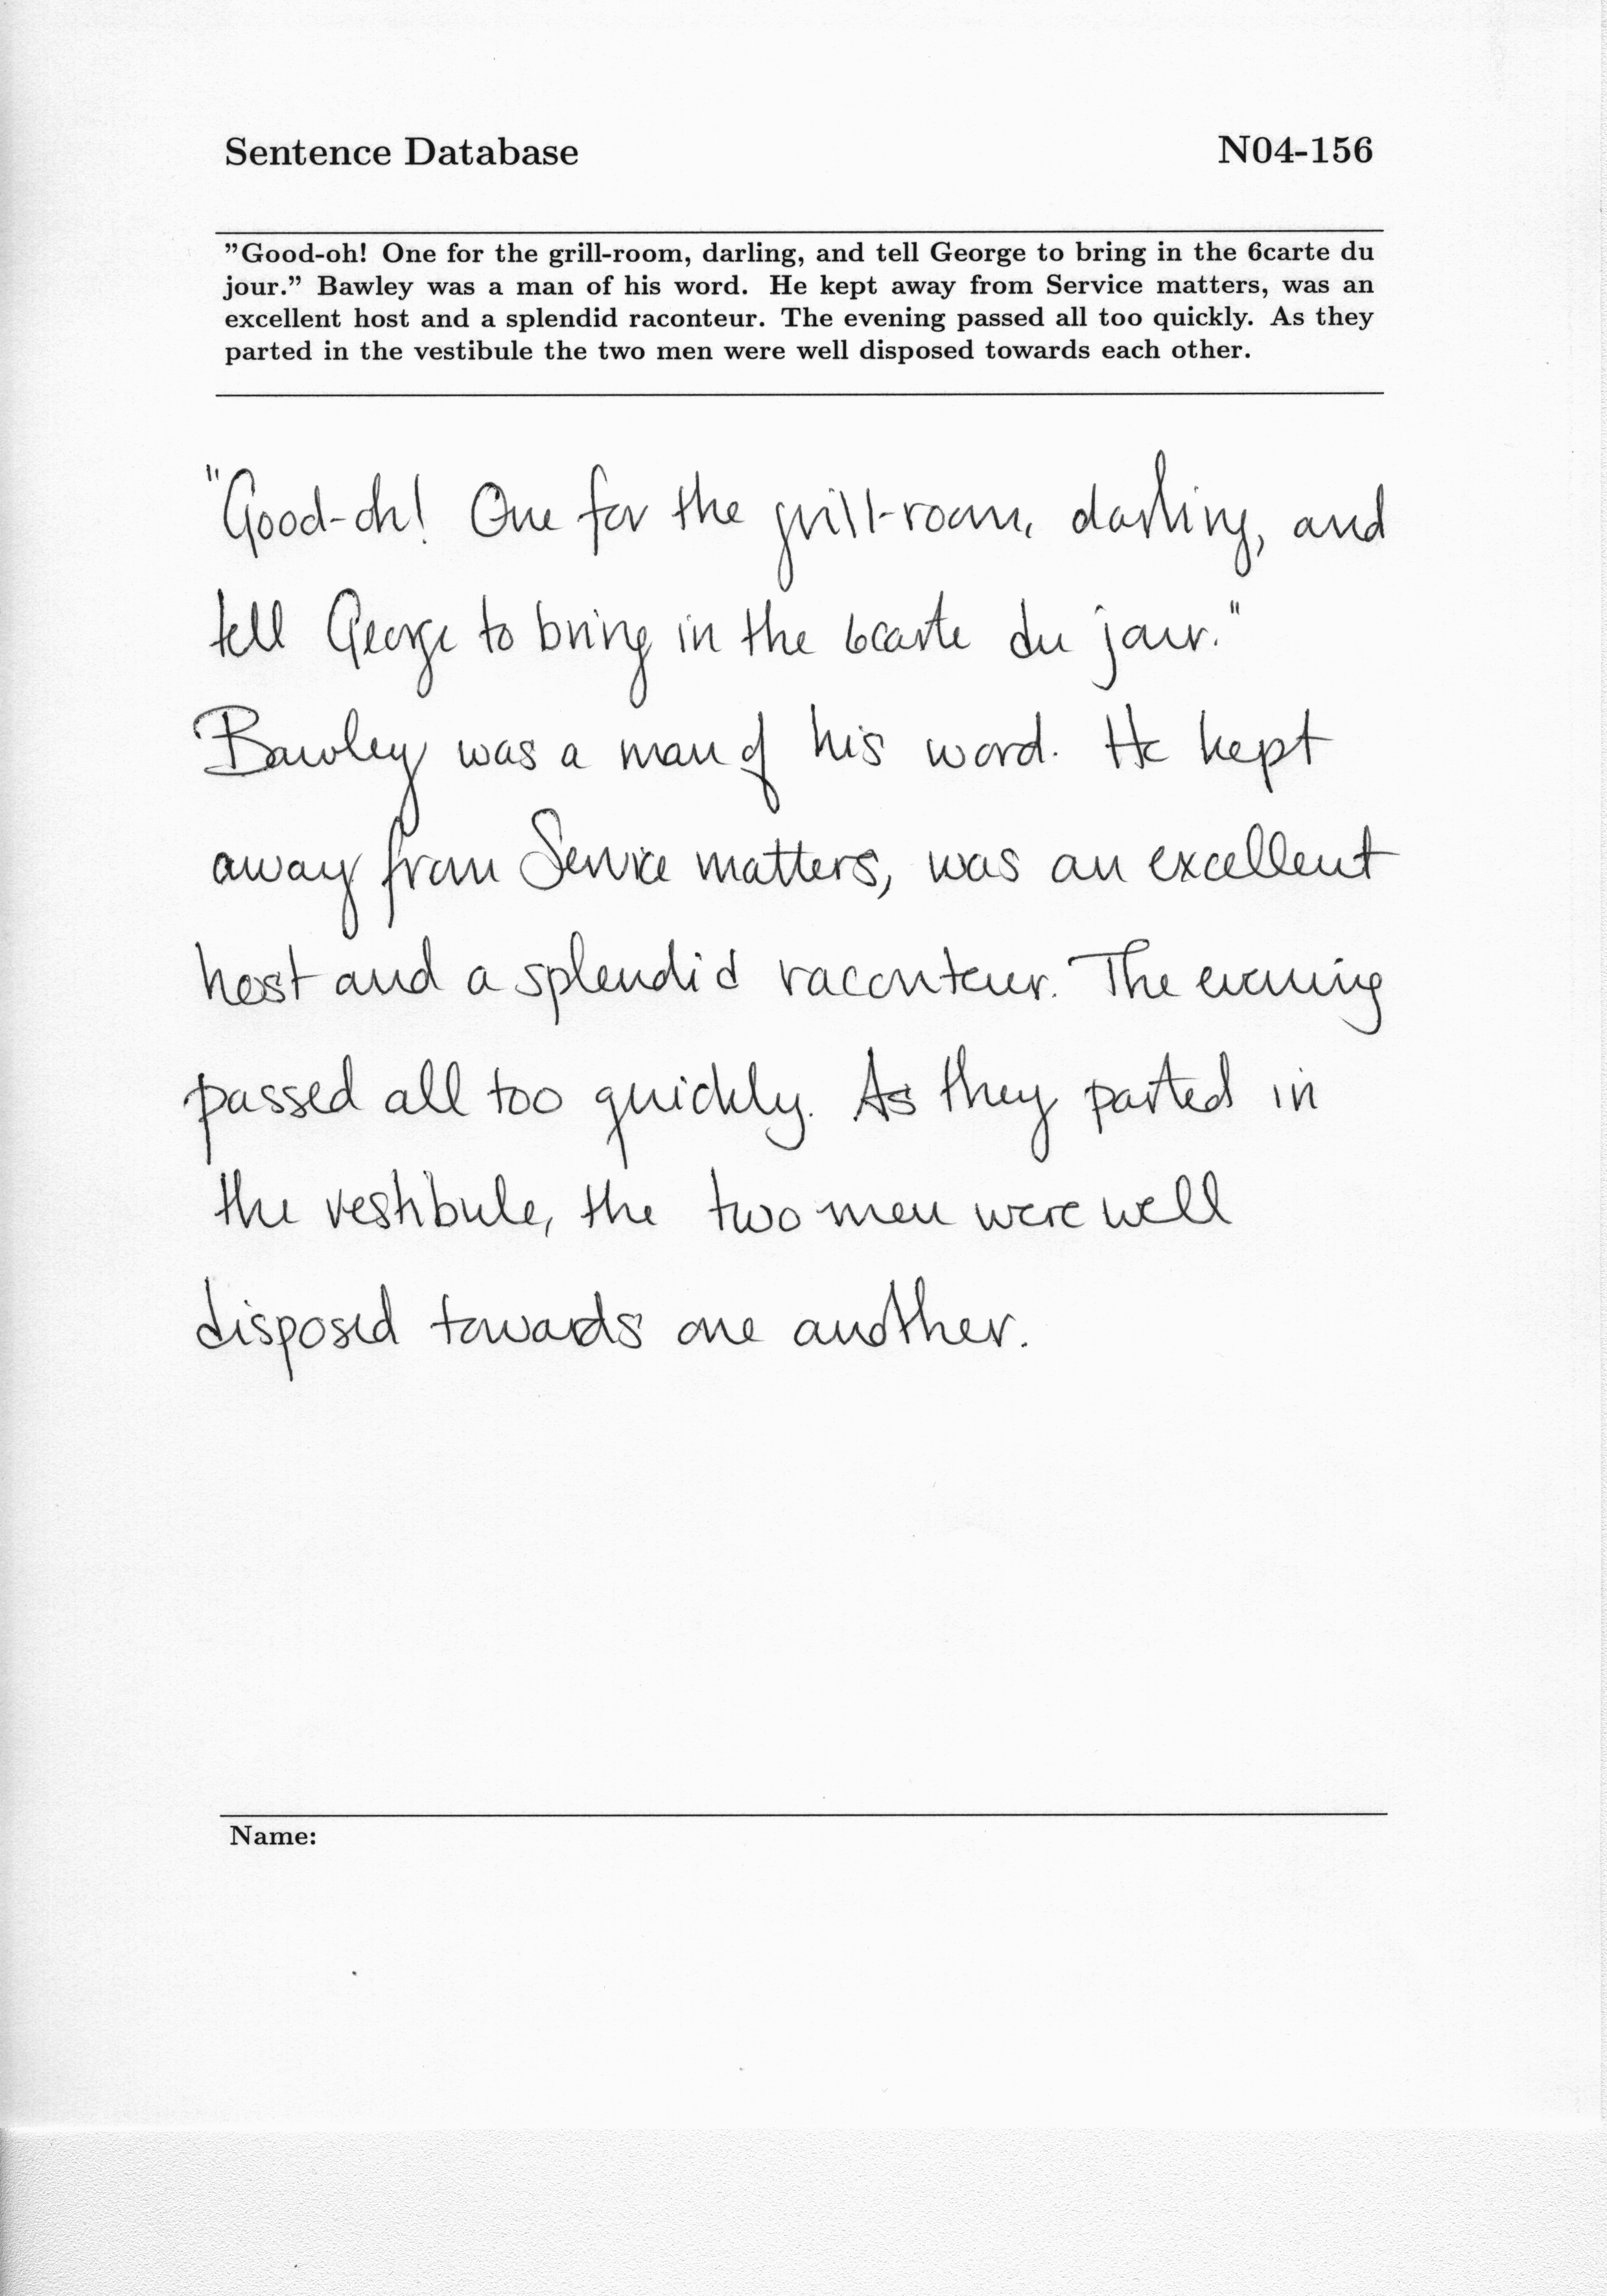 Sentence Database
N04-156
”Good-oh! One for the grill-room, darling, and tell George to bring in the 6carte du
jour.” Bawley was a man of his word. He kept away from Service matters, was an
excellent host and a splendid raconteur. The evening passed all too quickly. As they
parted in the vestibule the two men were well disposed towards each other.
"Good-oh! One for the grill-room, darling, and
tell George to bring in the 6carte du jour."
Bawley was a man of his word. He kept
away from Service matters, was an excellent
host and a splendid raconteur. The evening
passed all too quickly. As they parted in
the vestibule, the two men were well
disposed towards one another.
Name: